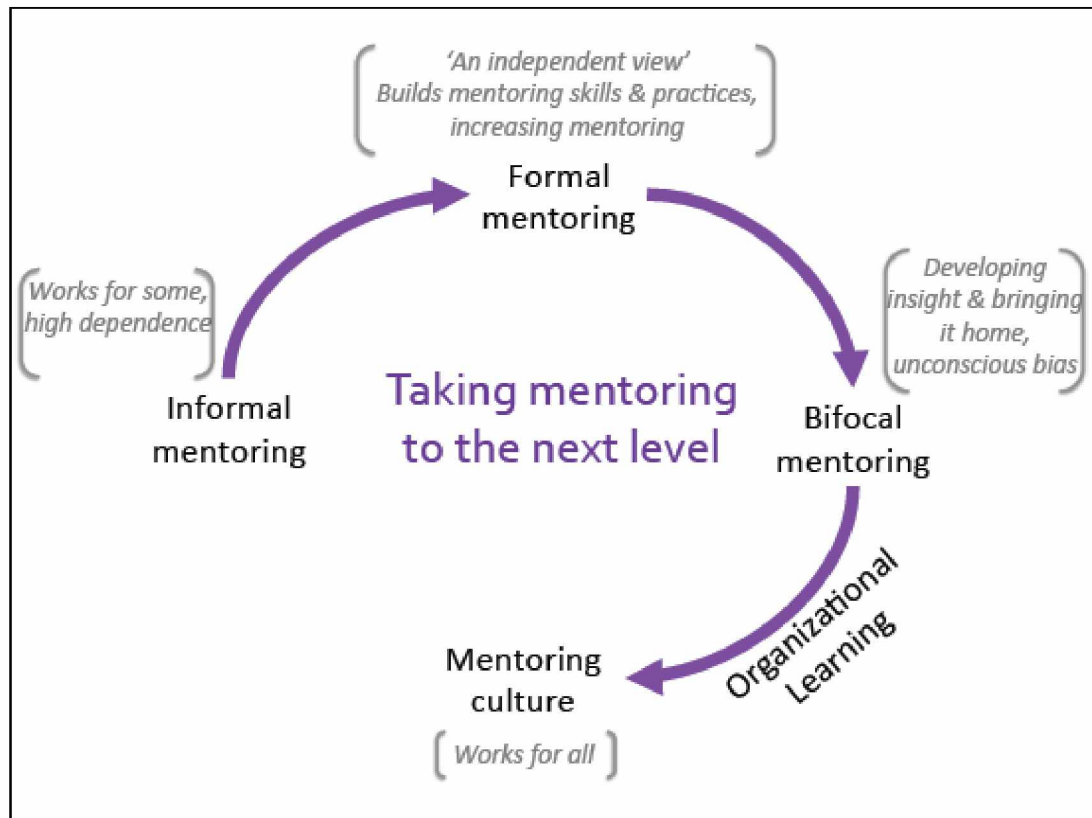 ‘An independent view’
Builds mentoring skills & practices,
increasing mentoring
Formal
mentoring
Works for some,
high dependence
Informal
mentoring
Taking mentoring
to the next level
Developing
insight & bringing
it home,
unconscious bias
Bifocal
mentoring
Organizational
Learning
Mentoring
culture
Works for all